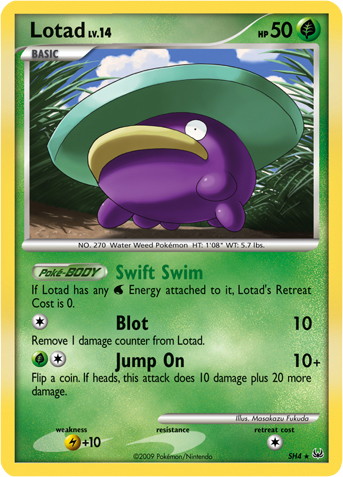 Lotad LV.14 HP 50
BASIC
NO. 270 Water Weed Pokémon HT: 1'08" WT: 5.7 lbs.
Poké-BODY Swift Swim
If Lotad has any Energy attached to it, Lotad's Retreat
Cost is 0.
Blot 10
Remove 1 damage counter from Lotad.
Jump On 10+
Flip a coin. If heads, this attack does 10 damage plus 20 more
damage.
Illus. Masakazu Fukuda
weakness resistance retreat cost
+10
SH4
©2009 Pokémon/Nintendo